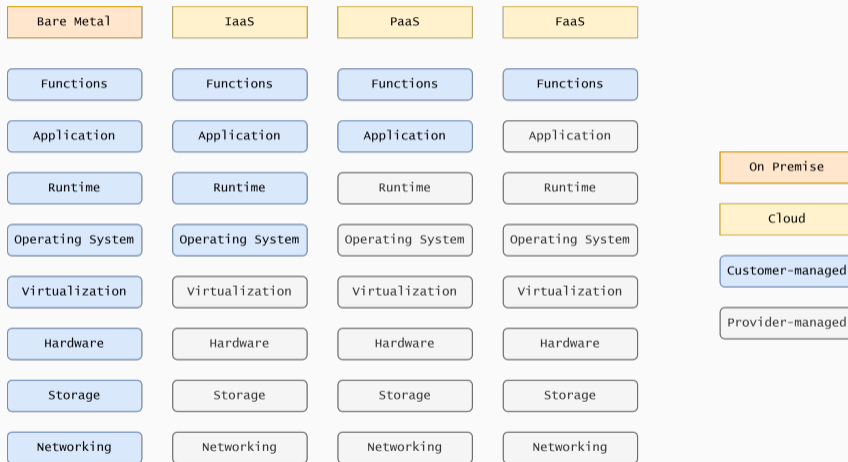 Bare Metal
IaaS
PaaS
FaaS
Functions
Functions
Functions
Functions
Application
Application
Application
Application
On Premise
Runtime
Runtime
Runtime
Runtime
Cloud
Operating System
Operating System
Operating System
Operating System
Customer-managed
Virtualization
Virtualization
Virtualization
Virtualization
Provider-managed
Hardware
Hardware
Hardware
Hardware
Storage
Storage
Storage
Storage
Networking
Networking
Networking
Networking